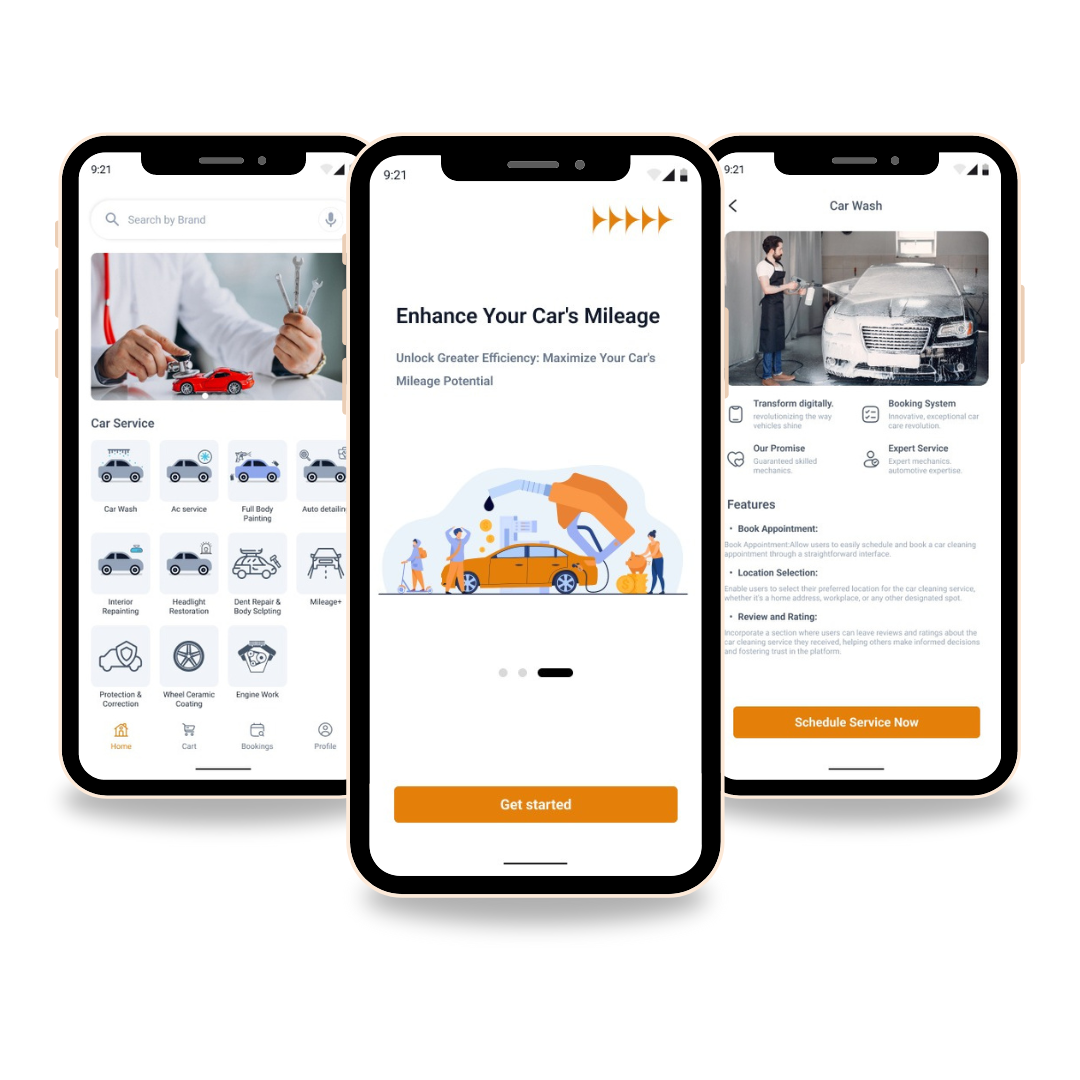 9:21
Search by Brand
Car Service
Car Wash
Ac service
Full Body
Painting
Auto detailing
Interior
Repainting
Headlight
Restoration
Dent Repair &
Body Sclpting
Mileage+
Protection &
Correction
Wheel Ceramic
Coating
Engine Work
Home
Cart
Bookings
Profile
9:21
Enhance Your Car's Mileage
Unlock Greater Efficiency: Maximize Your Car's
Mileage Potential
Get started
9:21
Car Wash
Transform digitally.
revolutionizing the way
vehicles shine
Booking System
Innovative, exceptional car
care revolution.
Our Promise
Guaranteed skilled
mechanics.
Expert Service
Expert mechanics.
automotive expertise.
Features
• Book Appointment:
Book Appointment:Allow users to easily schedule and book a car cleaning
appointment through a straightforward interface.
• Location Selection:
Enable users to select their preferred location for the car cleaning service,
whether it's a home address, workplace, or any other designated spot.
• Review and Rating:
Incorporate a section where users can leave reviews and ratings about the
car cleaning service they received, helping others make informed decisions
and fostering trust in the platform.
Schedule Service Now